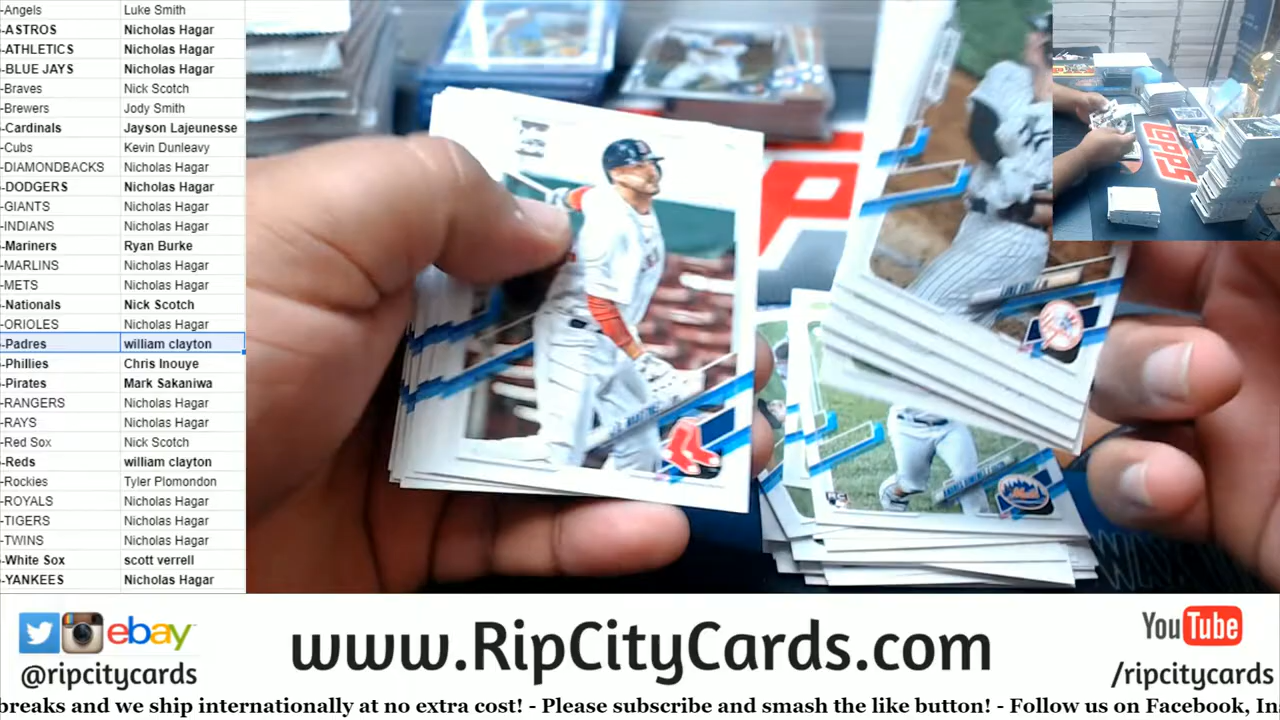 -Angels Luke Smith
-ASTROS Nicholas Hagar
-ATHLETICS Nicholas Hagar
-BLUE JAYS Nicholas Hagar
-Braves Nick Scotch
-Brewers Jody Smith
-Cardinals Jayson Lajeunesse
-Cubs Kevin Dunleavy
-DIAMONDBACKS Nicholas Hagar
-DODGERS Nicholas Hagar
-GIANTS Nicholas Hagar
-INDIANS Nicholas Hagar
-Mariners Ryan Burke
-MARLINS Nicholas Hagar
-METS Nicholas Hagar
-Nationals Nick Scotch
-ORIOLES Nicholas Hagar
-Padres william clayton
-Phillies Chris Inouye
-Pirates Mark Sakaniwa
-RANGERS Nicholas Hagar
-RAYS Nicholas Hagar
-Red Sox Nick Scotch
-Reds william clayton
-Rockies Tyler Plomondon
-ROYALS Nicholas Hagar
-TIGERS Nicholas Hagar
-TWINS Nicholas Hagar
-White Sox scott verrell
-YANKEES Nicholas Hagar
TOPPS
Mets
RC
ebay
@ripcitycards
www.RipCityCards.com
YouTube
/ripcitycards
breaks and we ship internationally at no extra cost! - Please subscribe and smash the like button! - Follow us on Facebook, In